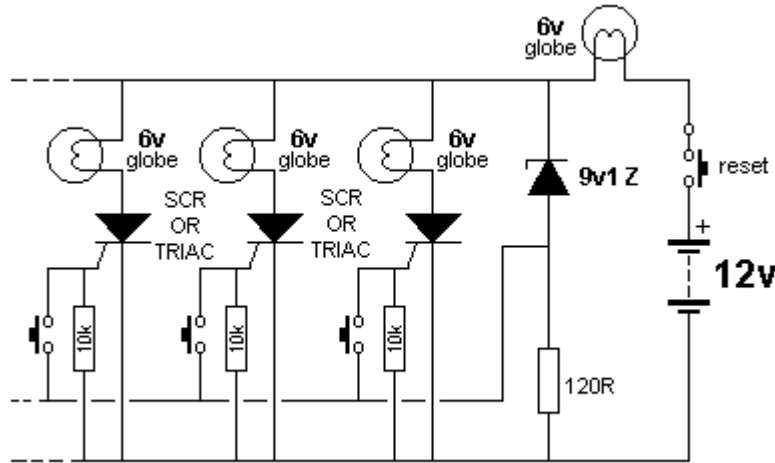 6v
globe
6v
globe
6v
globe
6v
globe
SCR
OR
TRIAC
SCR
OR
TRIAC
9v1 Z
reset
+
12v
10k
10k
10k
120R